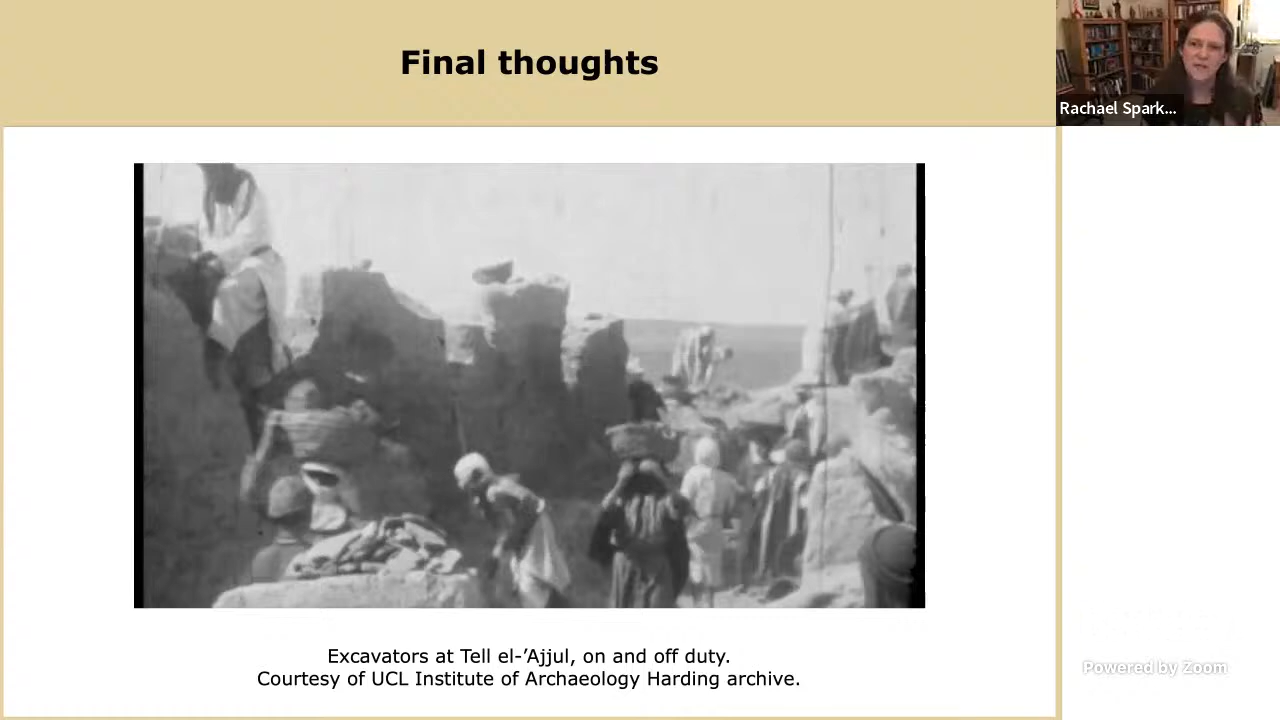 Final thoughts
Rachael Spark...
Excavators at Tell el-’Ajjul, on and off duty.
Courtesy of UCL Institute of Archaeology Harding archive.
Powered by Zoom